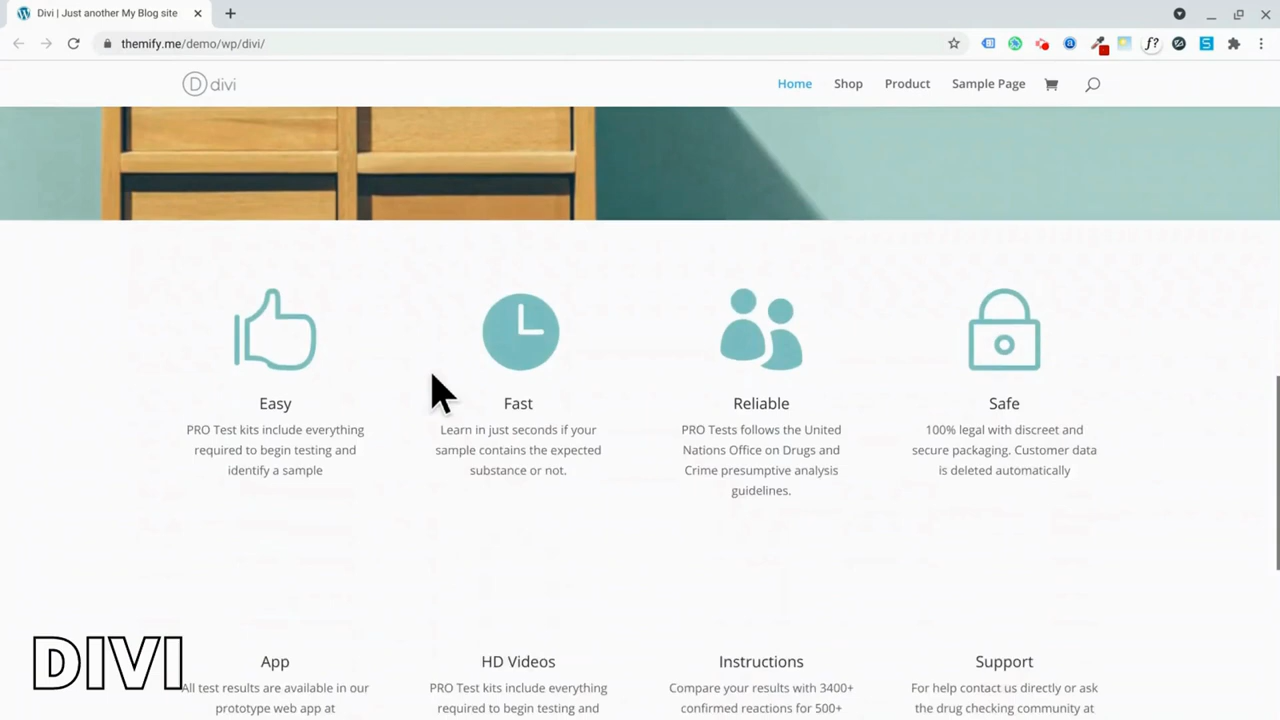 Divi | Just another My Blog site
themify.me/demo/wp/divi/
f?
S
D divi
Home Shop Product Sample Page
Easy
PRO Test kits include everything
required to begin testing and
identify a sample
Fast
Learn in just seconds if your
sample contains the expected
substance or not.
Reliable
PRO Tests follows the United
Nations Office on Drugs and
Crime presumptive analysis
guidelines.
Safe
100% legal with discreet and
secure packaging. Customer data
is deleted automatically
App
All test results are available in our
prototype web app at
HD Videos
PRO Test kits include everything
required to begin testing and
Instructions
Compare your results with 3400+
confirmed reactions for 500+
Support
For help contact us directly or ask
the drug checking community at
DIVI